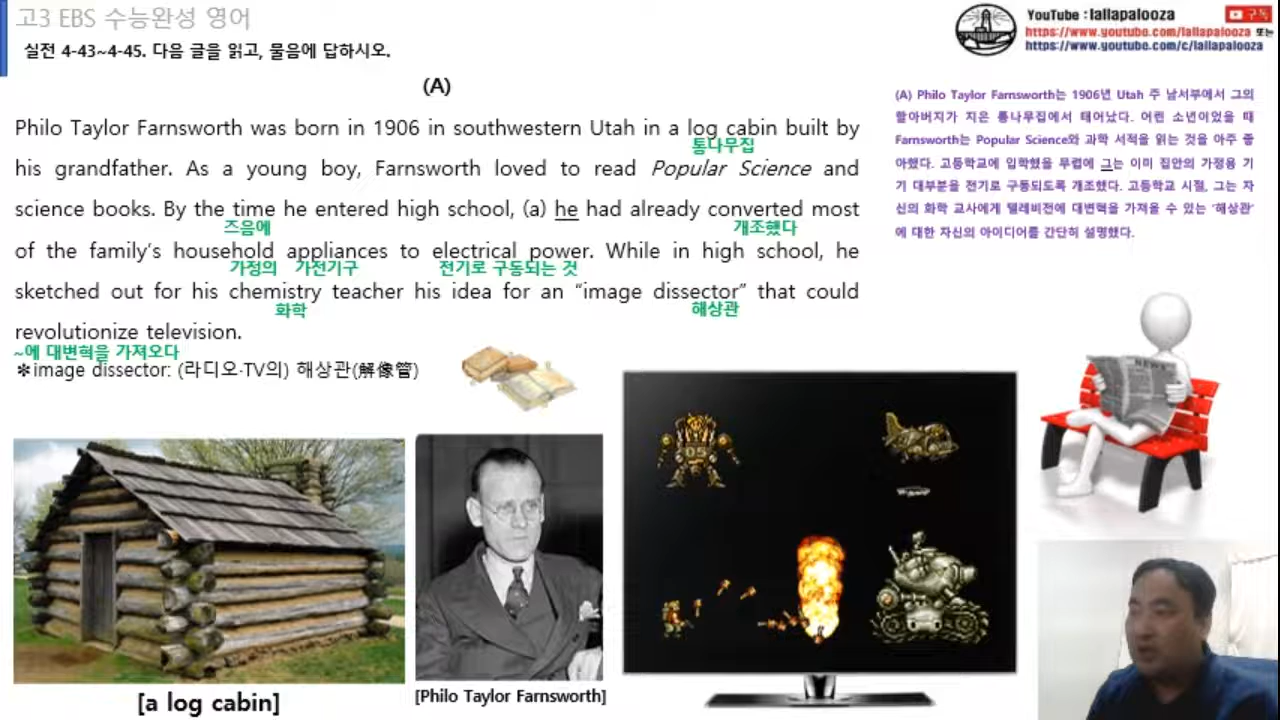 고3 EBS 수능완성 영어
실전 4-43~4-45. 다음 글을 읽고, 물음에 답하시오.
YouTube : lallapalooza
구독
https://www.youtube.com/lallapalooza 또는
https://www.youtube.com/c/lallapalooza
(A)
Philo Taylor Farnsworth was born in 1906 in southwestern Utah in a log cabin built by
통나무집
his grandfather. As a young boy, Farnsworth loved to read Popular Science and
science books. By the time he entered high school, (a) he had already converted most
즈음에 개조했다
of the family's household appliances to electrical power. While in high school, he
가정의 가전기구 전기로 구동되는 것
sketched out for his chemistry teacher his idea for an “image dissector” that could
화학 해상관
revolutionize television.
~에 대변혁을 가져오다
*image dissector: (라디오·TV의) 해상관(解像管)
(A) Philo Taylor Farnsworth는 1906년 Utah 주 남서부에서 그의
할아버지가 지은 통나무집에서 태어났다. 어린 소년이었을 때
Farnsworth는 Popular Science와 과학 서적을 읽는 것을 아주 좋
아했다. 고등학교에 입학했을 무렵에 그는 이미 집안의 가정용 기
기 대부분을 전기로 구동되도록 개조했다. 고등학교 시절, 그는 자
신의 화학 교사에게 텔레비전에 대변혁을 가져올 수 있는 ‘해상관’
에 대한 자신의 아이디어를 간단히 설명했다.
NEWS
[a log cabin]
[Philo Taylor Farnsworth]